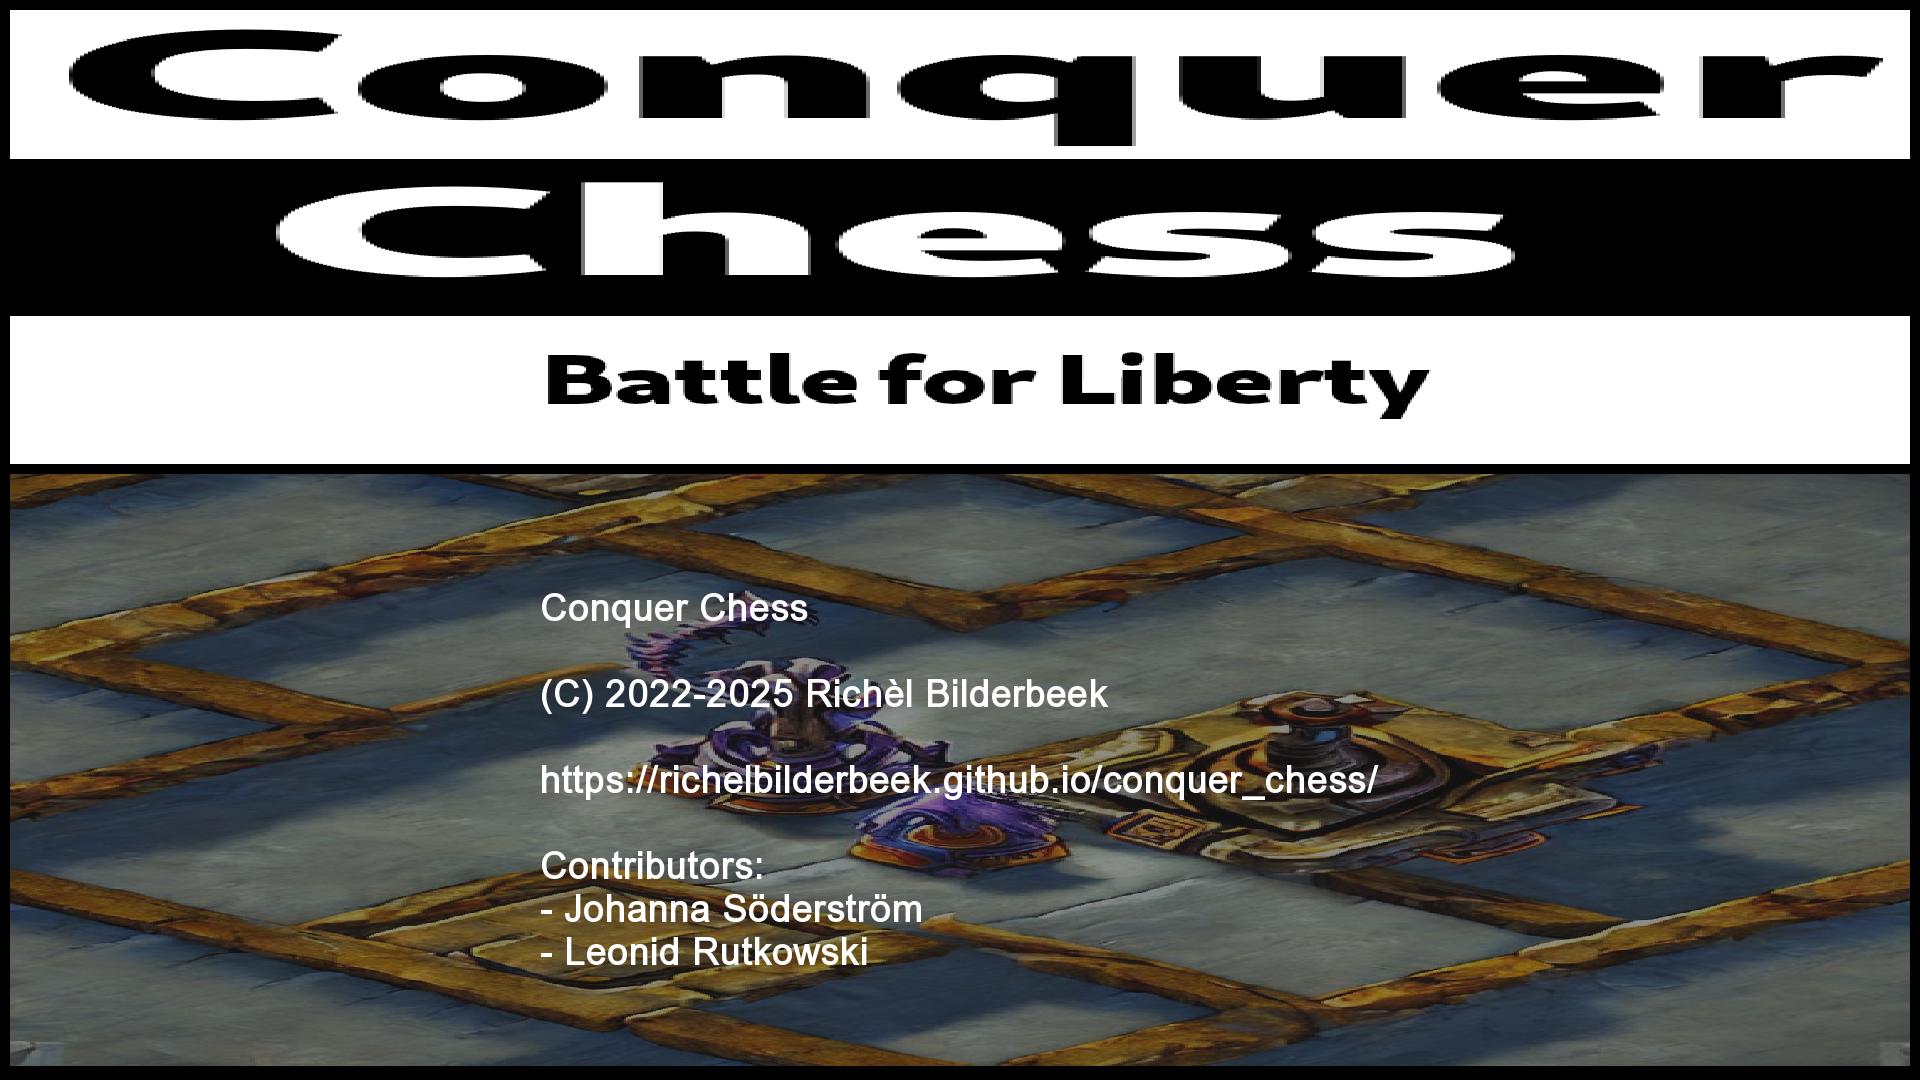 Conquer
Chess
Battle for Liberty
Conquer Chess
(C) 2022-2025 Richèl Bilderbeek
https://richelbilderbeek.github.io/conquer_chess/
Contributors:
- Johanna Söderström
- Leonid Rutkowski